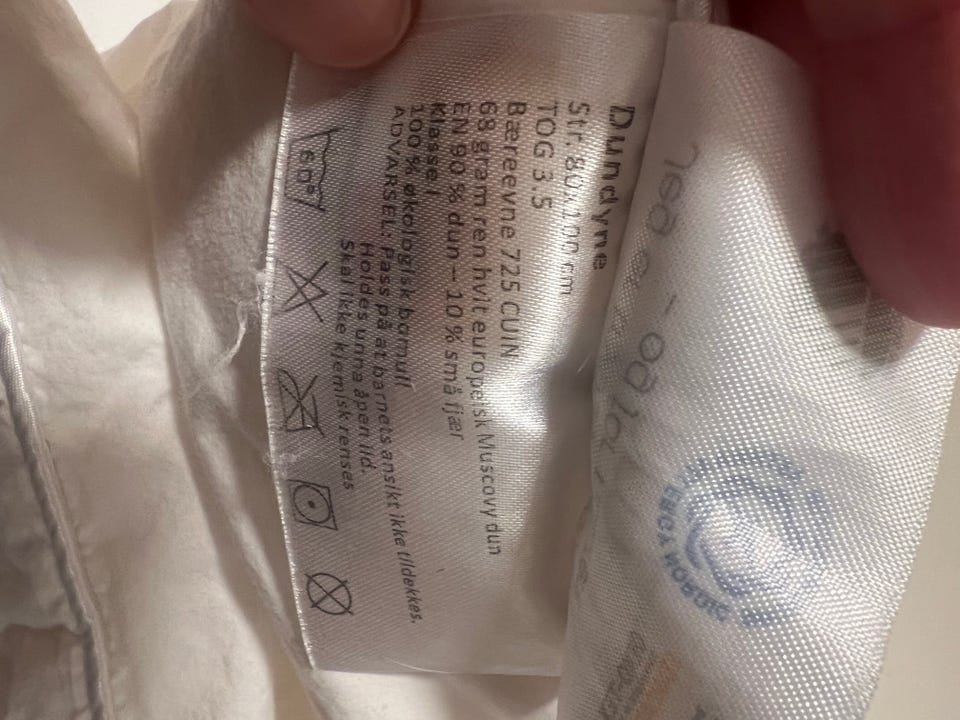 Dundyne
Str. 80x100 cm
TOG 3.5
Bæreevne 725 CUIN
68 gram ren hvit europeisk Muscovy dun
EN 90 % dun – 10 % små fjær
Klasse I
100 % økologisk bomull
ADVARSEL: Pass på at barnets ansikt ikke tildekkes.
Holdes unna åpen ild.
Skal ikke kjemisk renses
60°